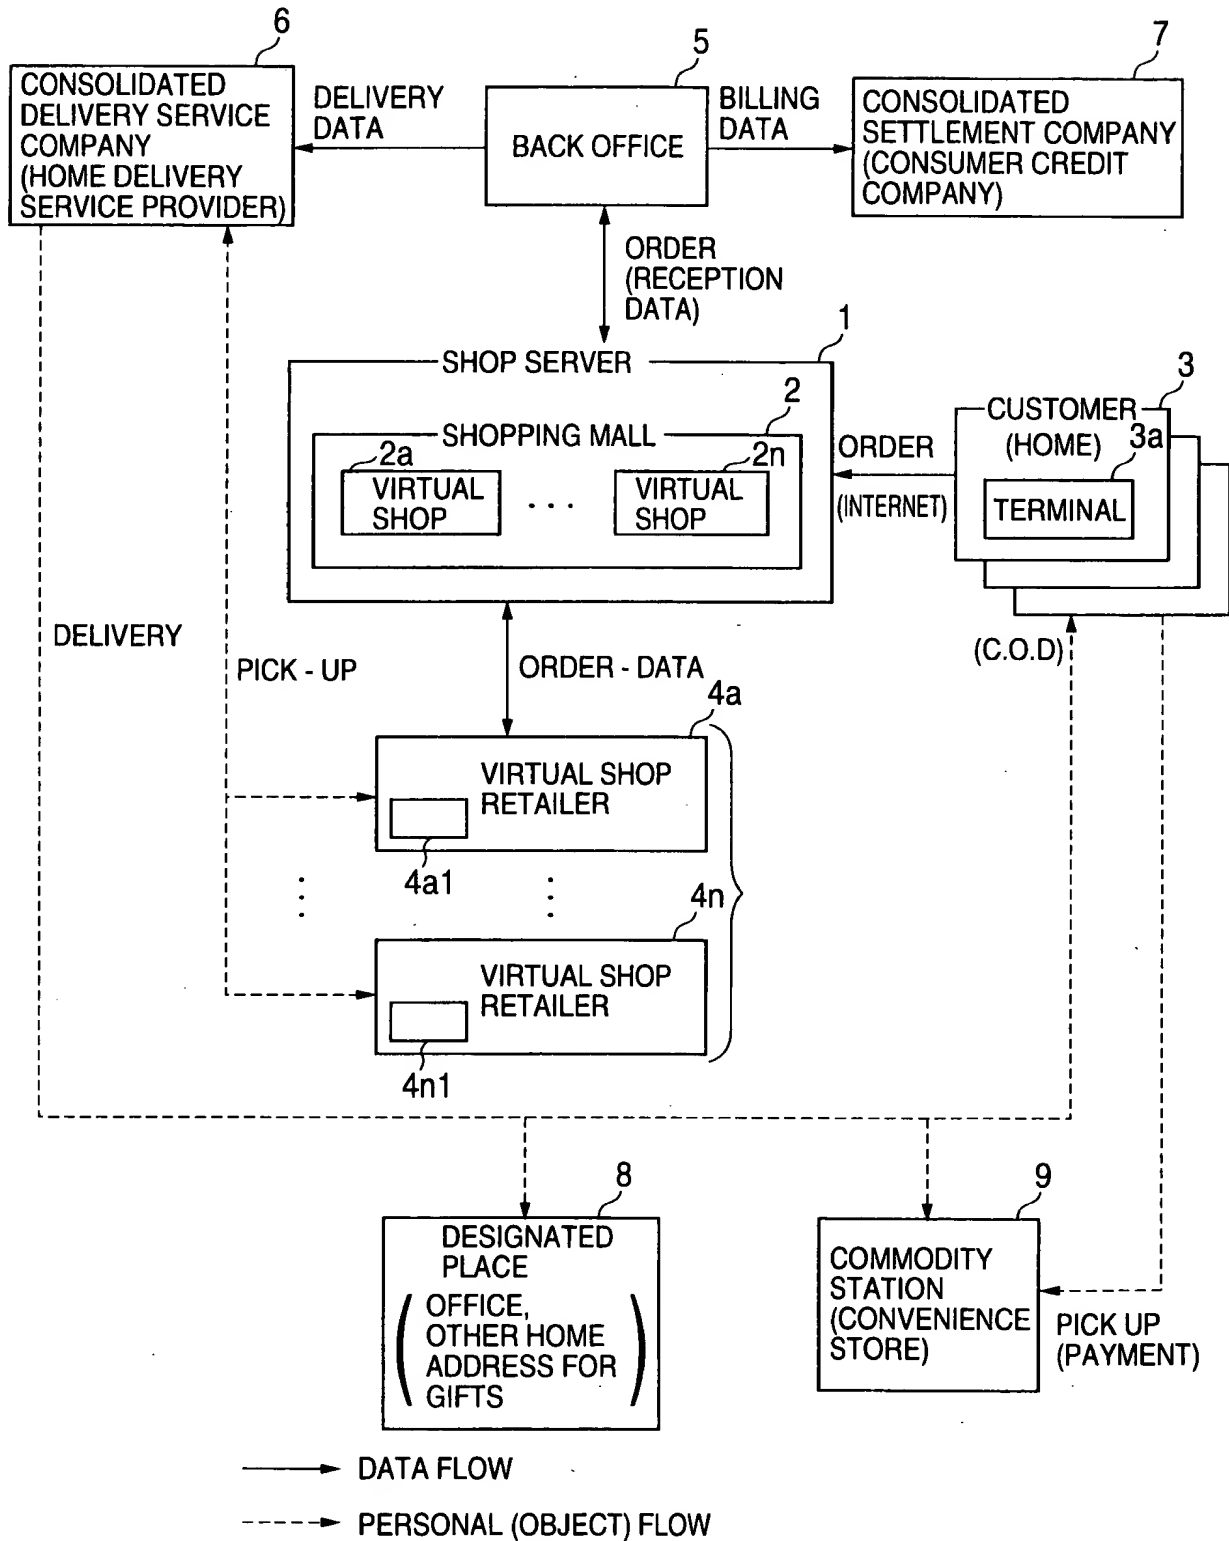 6
CONSOLIDATED
DELIVERY SERVICE
COMPANY
(HOME DELIVERY
SERVICE PROVIDER)
DELIVERY
DATA
5
BACK OFFICE
BILLING
DATA
7
CONSOLIDATED
SETTLEMENT COMPANY
(CONSUMER CREDIT
COMPANY)
ORDER
(RECEPTION
DATA)
1
SHOP SERVER
2
SHOPPING MALL
2a
VIRTUAL
SHOP
. . .
2n
VIRTUAL
SHOP
ORDER
(INTERNET)
3
CUSTOMER
(HOME)
3a
TERMINAL
DELIVERY
PICK - UP
ORDER - DATA
(C.O.D)
4a
VIRTUAL SHOP
RETAILER
4a1
4n
VIRTUAL SHOP
RETAILER
4n1
8
DESIGNATED
PLACE
(OFFICE,
OTHER HOME
ADDRESS FOR
GIFTS)
9
COMMODITY
STATION
(CONVENIENCE
STORE)
PICK UP
(PAYMENT)
DATA FLOW
PERSONAL (OBJECT) FLOW